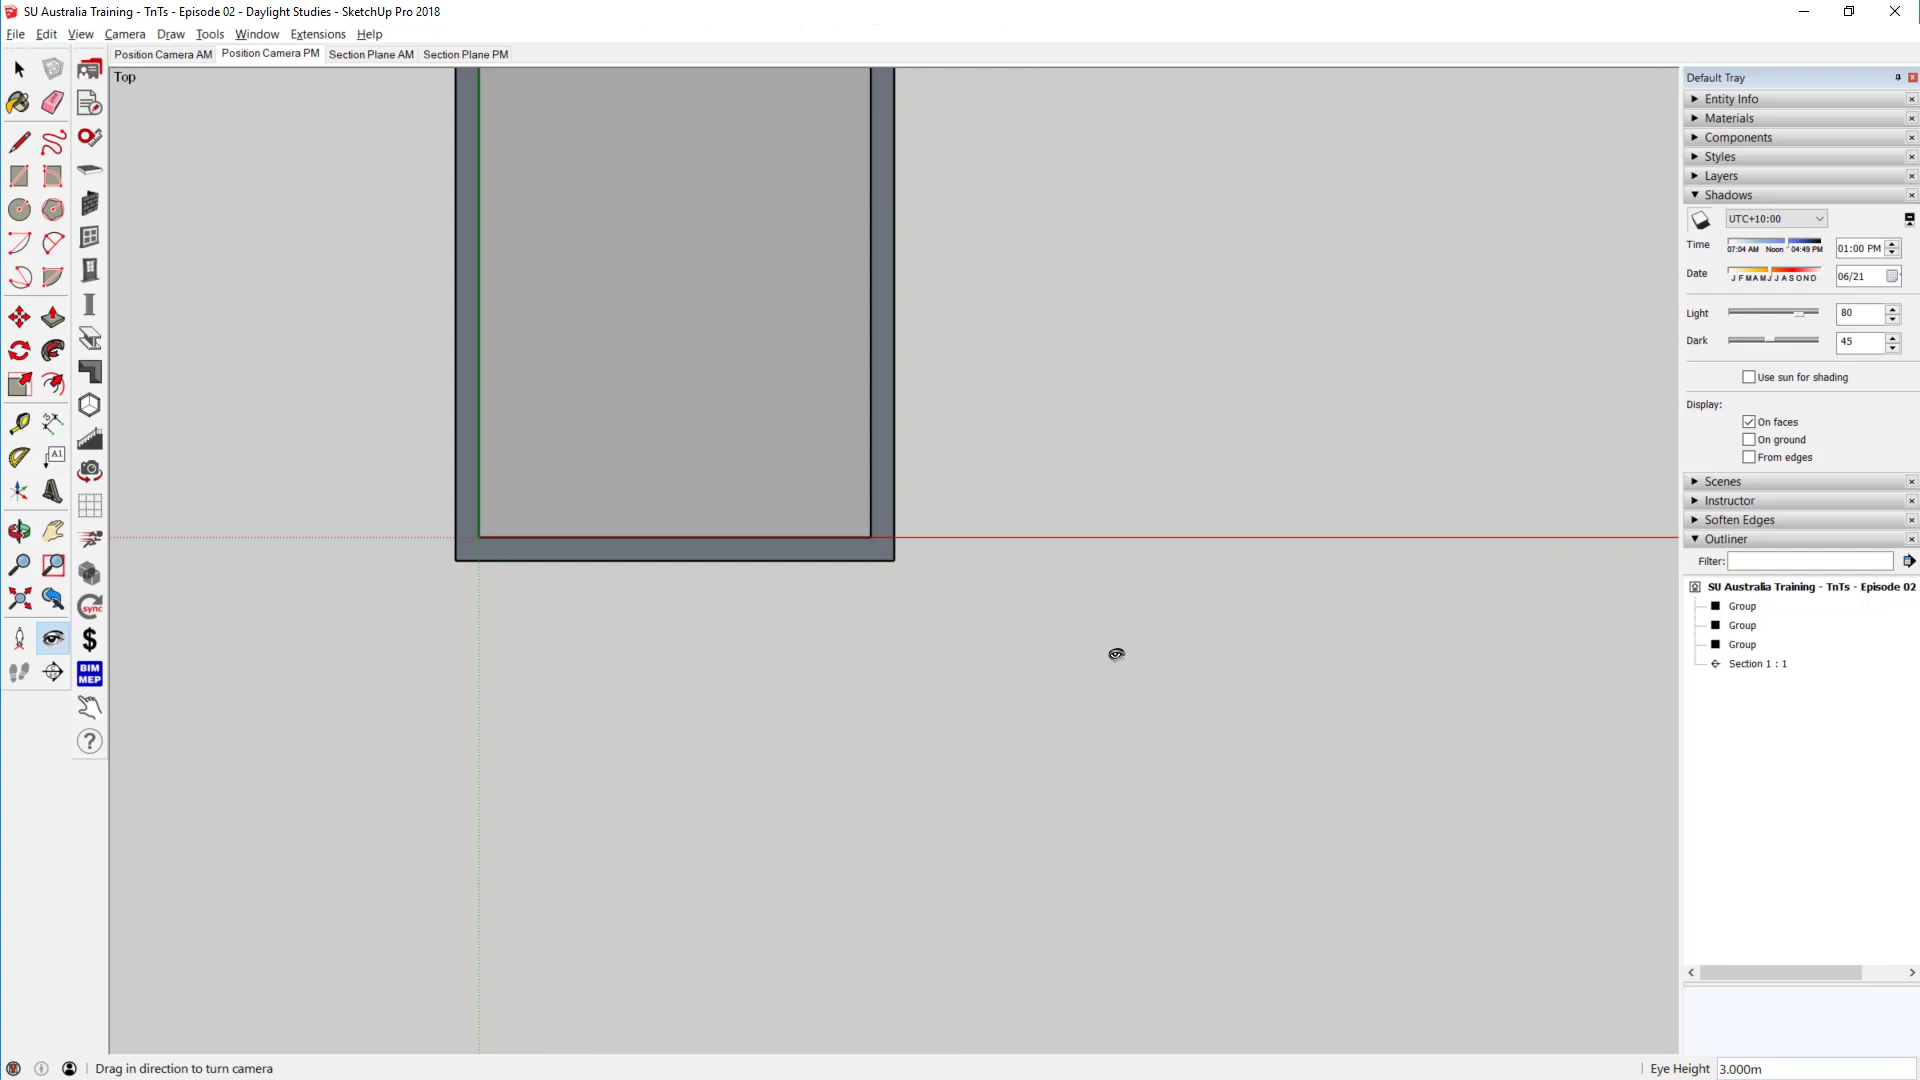 SU Australia Training - TnTs - Episode 02 - Daylight Studies - SketchUp Pro 2018
File Edit View Camera Draw Tools Window Extensions Help
Position Camera AM Position Camera PM Section Plane AM Section Plane PM
Top
Default Tray
Entity Info
Materials
Components
Styles
Layers
Shadows
UTC+10:00
Time 07:04 AM Noon 04:49 PM 01:00 PM
Date J F M A M J J A S O N D 06/21
Light 80
Dark 45
Use sun for shading
Display:
On faces
On ground
From edges
Scenes
Instructor
Soften Edges
Outliner
Filter:
SU Australia Training - TnTs - Episode 02
Group
Group
Group
Section 1 : 1
A1
sync
$
BIM
MEP
?
Drag in direction to turn camera
Eye Height 3.000m